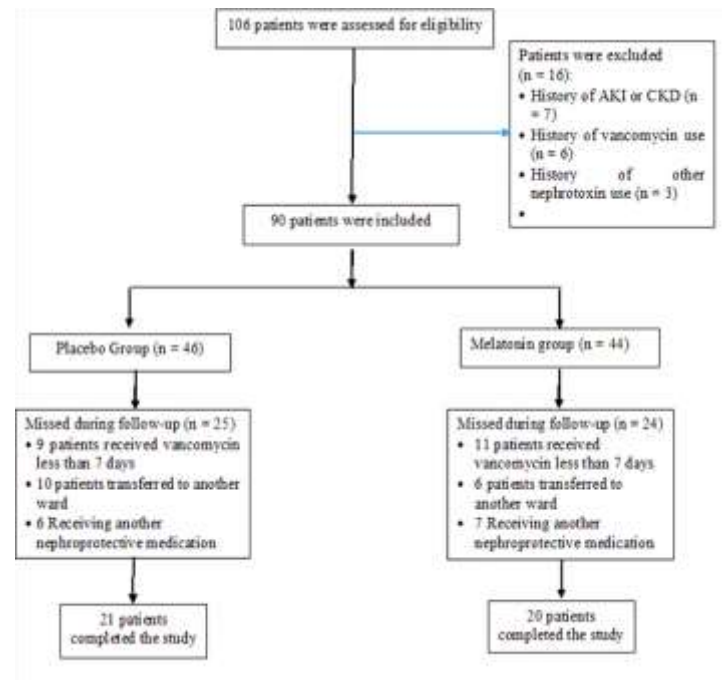 106 patients were assessed for eligibility
Patients were excluded
(n = 16):
• History of AKI or CKD (n
= 7)
• History of vancomycin use
(n = 6)
• History of other
nephrotoxin use (n = 3)
•
90 patients were included
Placebo Group (n = 46)
Melatonin group (n = 44)
Missed during follow-up (n = 25)
• 9 patients received vancomycin
less than 7 days
• 10 patients transferred to another
ward
• 6 Receiving another
nephroprotective medication
Missed during follow-up (n = 24)
• 11 patients received
vancomycin less than 7 days
• 6 patients transferred to
another ward
• 7 Receiving another
nephroprotective medication
21 patients
completed the study
20 patients
completed the study